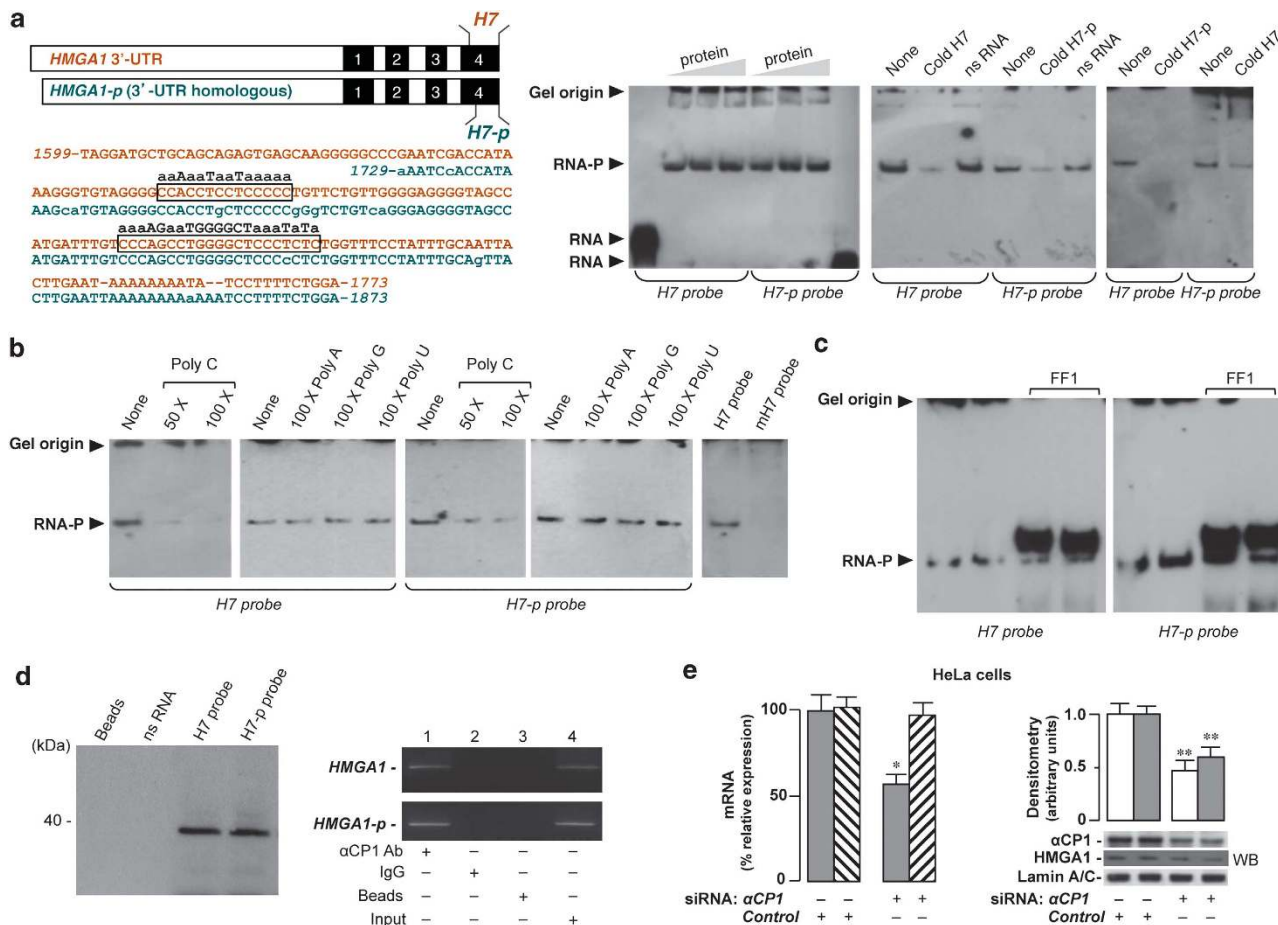 a
H7
HMGA1 3'-UTR 1 2 3 4
HMGA1-p (3'-UTR homologous) 1 2 3 4
H7-p
1599-TAGGATGCTGCAGCAGAGTGAGCAAGGGGGCCCGAATCGACCATA
1729-aAATCcACCATA
aaAaaTaaTaaaaa
AAGGGTGTAGGGGCCACCTCCTCCCCCTGTTCTGTTGGGGAGGGGTAGCC
AAGcaTGTAGGGGCCACCTgCTCCCCCgggTCTGTcaGGGAGGGGTAGCC
aaaAGaaTGGGGCTaaaTaTa
ATGATTTGTCCCAGCCTGGGGCTCCCTCTCTGGTTTCCTATTTGCAATTA
ATGATTTGTCCCAGCCTGGGGCTCCCcCTCTGGTTTCCTATTTGCAgTTA
CTTGAAT-AAAAAAAATA--TCCTTTTCTGGA-1773
CTTGAATTAAAAAAAAaAAATCCTTTTCTGGA-1873
protein protein
None Cold H7 ns RNA None Cold H7-p ns RNA None Cold H7-p None Cold H7
Gel origin
RNA-P
RNA
RNA
H7 probe H7-p probe H7 probe H7-p probe H7 probe H7-p probe
b
Poly C Poly C
None 50 X 100 X None 100 X Poly A 100 X Poly G 100 X Poly U None 50 X 100 X None 100 X Poly A 100 X Poly G 100 X Poly U H7 probe mH7 probe
Gel origin
RNA-P
H7 probe H7-p probe
c
FF1 FF1
Gel origin
RNA-P
H7 probe H7-p probe
d
Beads ns RNA H7 probe H7-p probe
(kDa)
40 -
1 2 3 4
HMGA1 -
HMGA1-p -
αCP1 Ab + – – –
IgG – + – –
Beads – – + –
Input – – – +
e
HeLa cells
mRNA
(% relative expression)
100
50
0
*
siRNA: αCP1 – – + +
Control + + – –
Densitometry
(arbitrary units)
1.0
0.5
0
** **
αCP1 -
HMGA1 - WB
Lamin A/C-
siRNA: αCP1 – – + +
Control + + – –